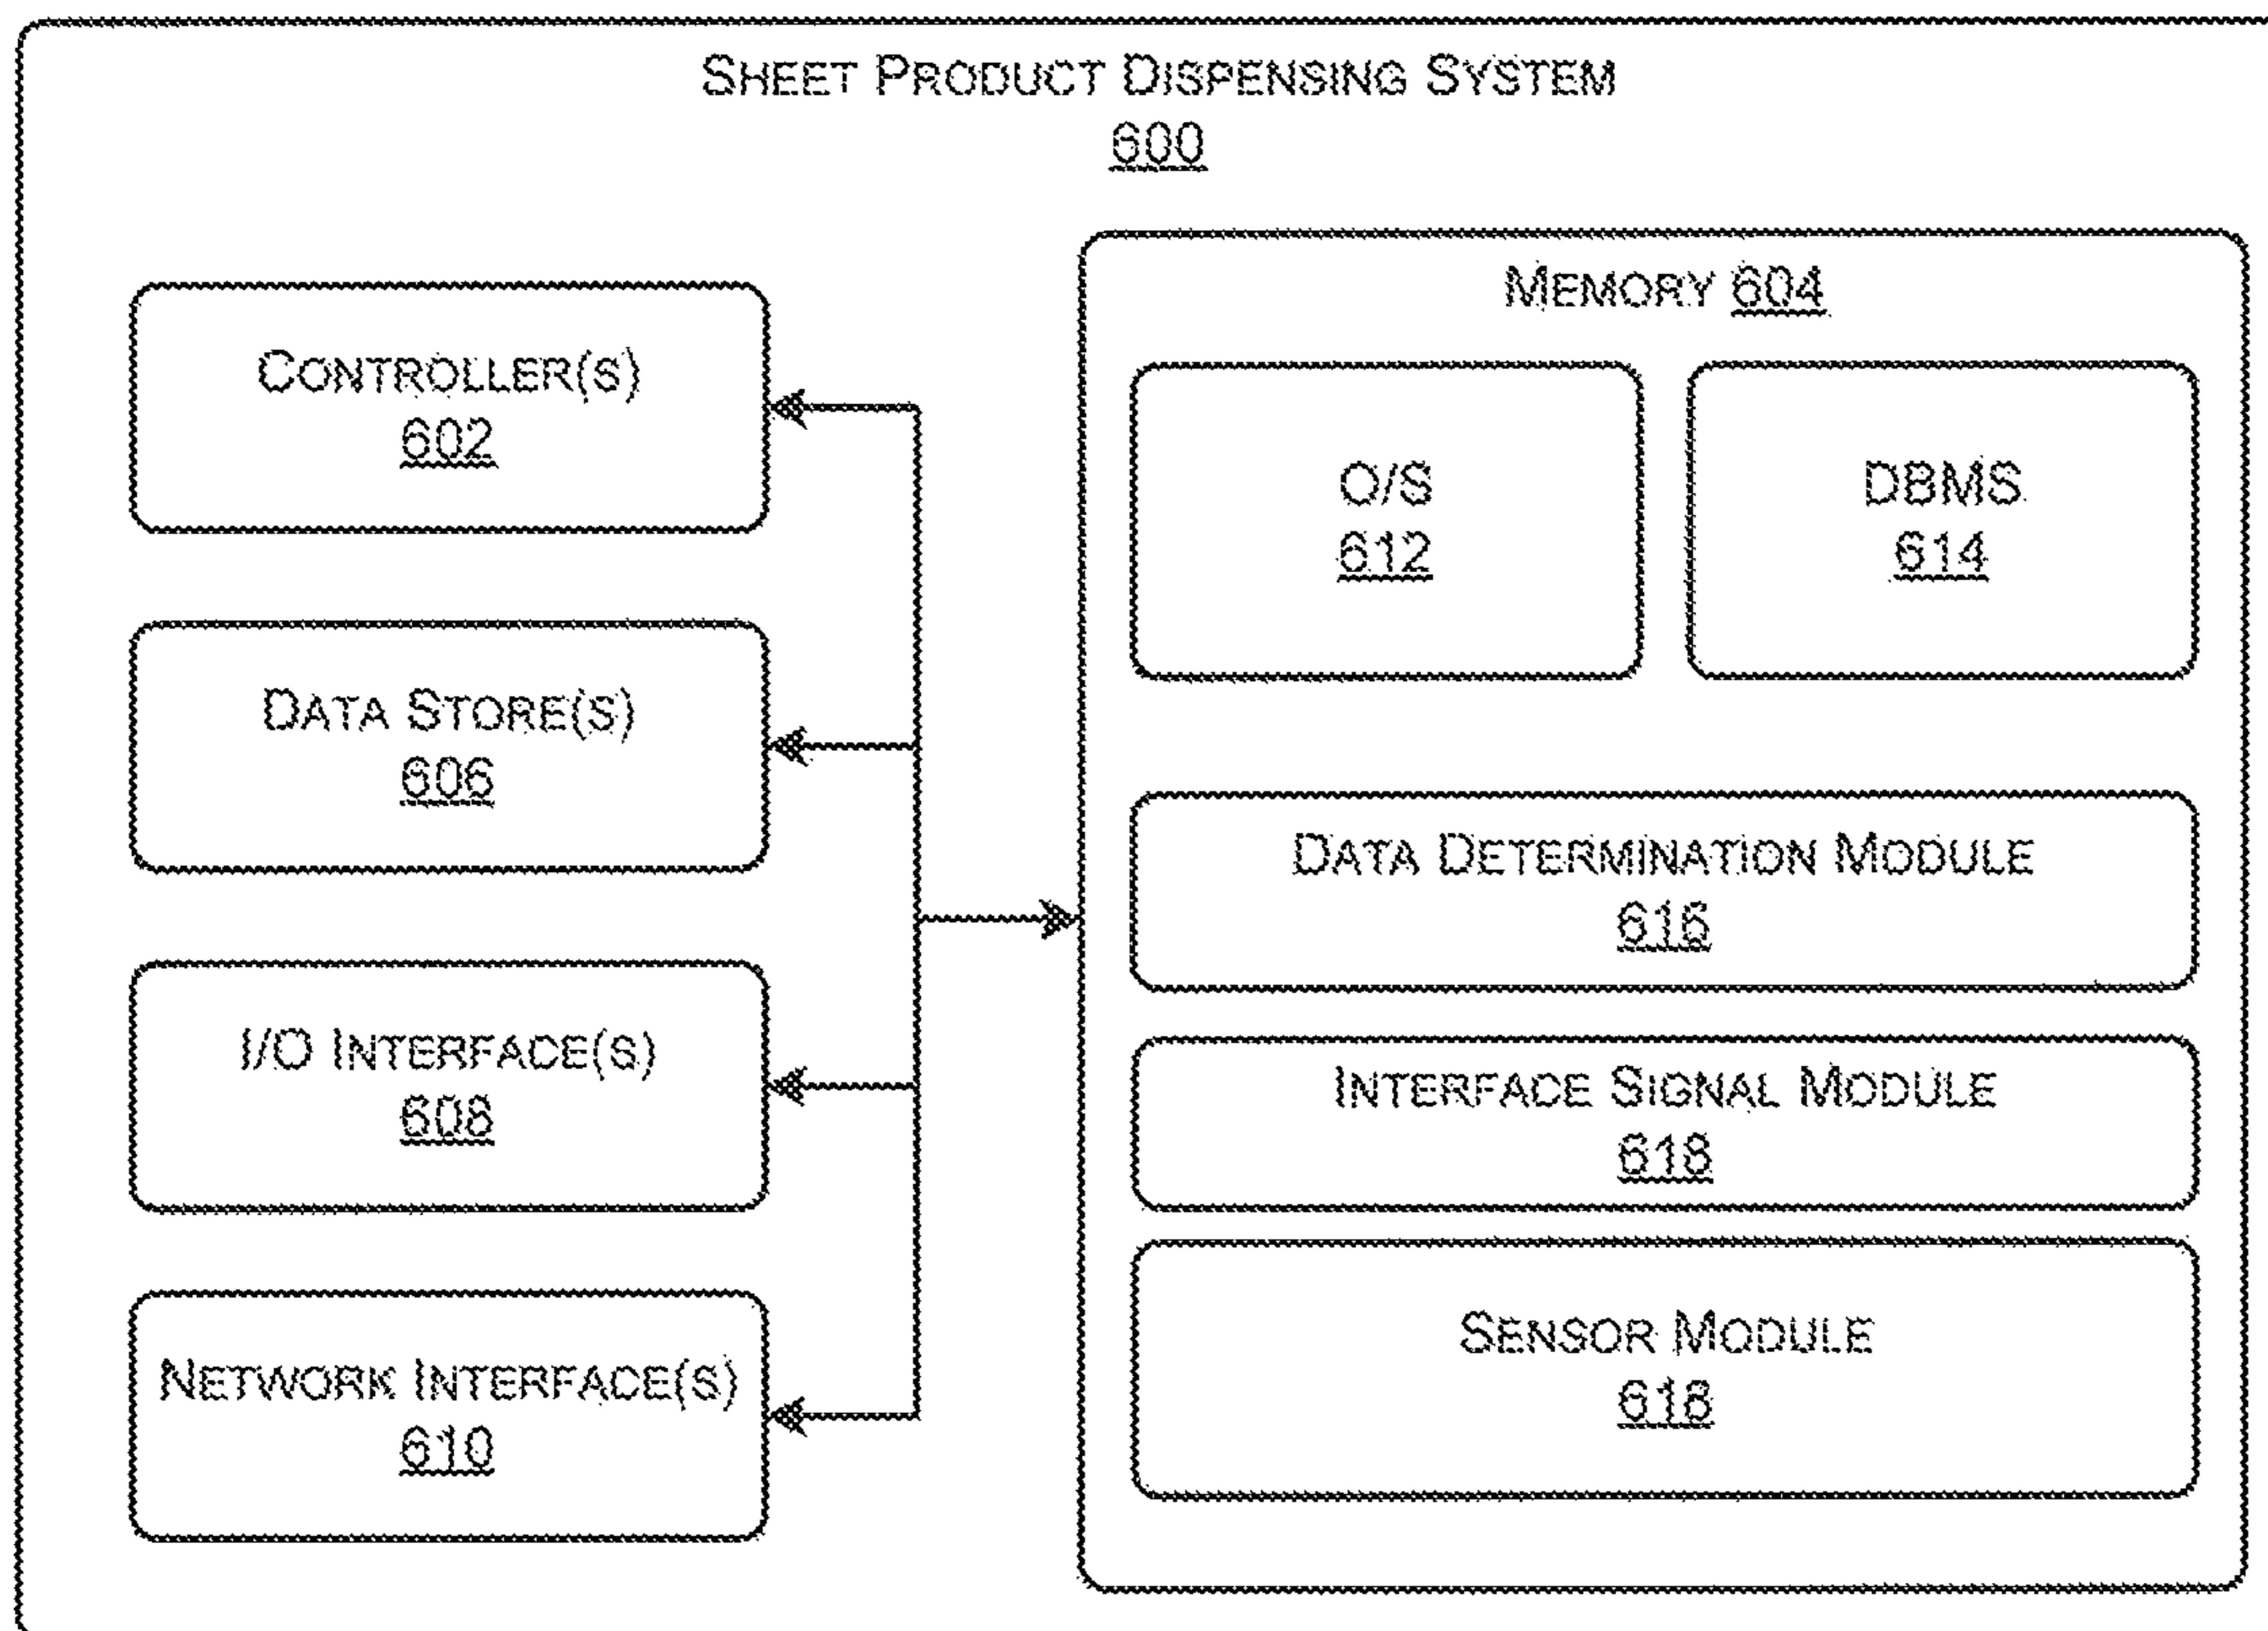 SHEET PRODUCT DISPENSING SYSTEM
600
CONTROLLER(S)
602
DATA STORE(S)
606
I/O INTERFACE(S)
608
NETWORK INTERFACE(S)
610
MEMORY 604
O/S
612
DBMS
614
DATA DETERMINATION MODULE
616
INTERFACE SIGNAL MODULE
618
SENSOR MODULE
618